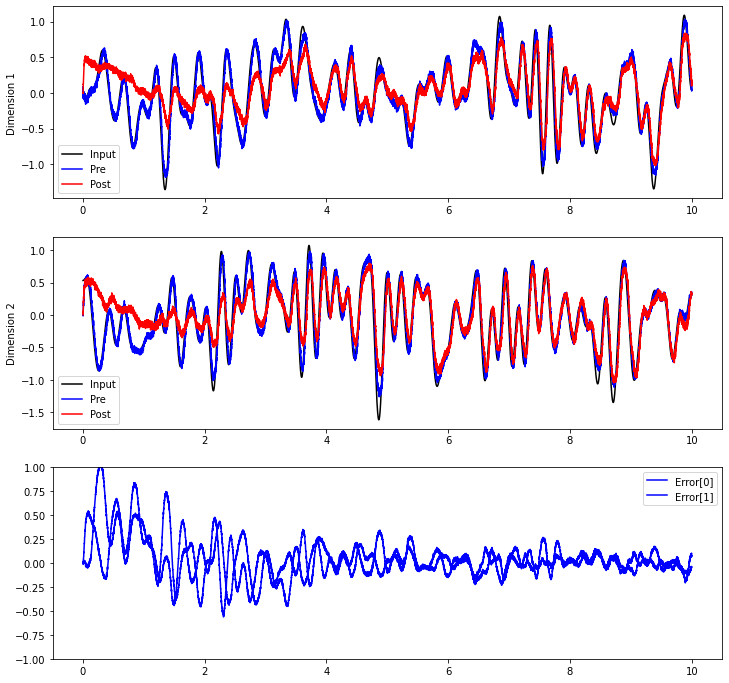 1.0
0.5
0.0
−0.5
−1.0
Dimension 1
Input
Pre
Post
0 2 4 6 8 10
1.0
0.5
0.0
−0.5
−1.0
−1.5
Dimension 2
Input
Pre
Post
0 2 4 6 8 10
1.00
0.75
0.50
0.25
0.00
−0.25
−0.50
−0.75
−1.00
Error[0]
Error[1]
0 2 4 6 8 10